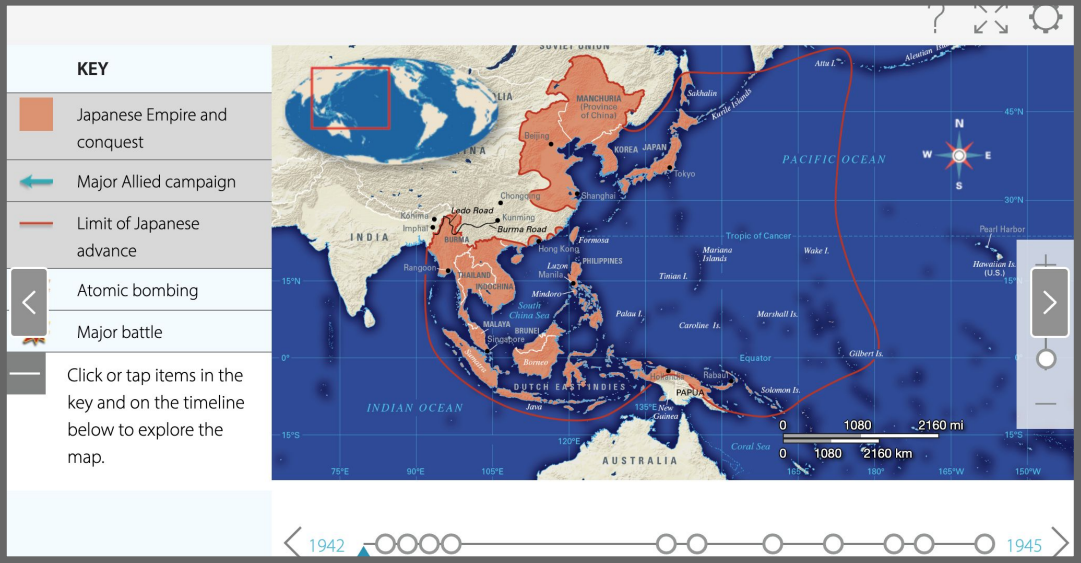 ?
KEY
Japanese Empire and
conquest
Major Allied campaign
Limit of Japanese
advance
Atomic bombing
Major battle
Click or tap items in the
key and on the timeline
below to explore the
map.
SOVIET UNION
Attu I.
Aleutian
MANCHURIA
(Province
of China)
Sakhalin
Kurile Islands
45°N
Beijing
KOREA
JAPAN
PACIFIC OCEAN
N
W
E
S
Tokyo
Chongqing
Shanghai
30°N
Kohima
Ledo Road
Kunming
Imphal
Burma Road
INDIA
BURMA
Hong Kong
Formosa
Tropic of Cancer
Pearl Harbor
Rangoon
THAILAND
INDOCHINA
Luzon
Manila
PHILIPPINES
Mariana
Islands
Wake I.
Hawaiian Is.
(U.S.)
15°N
Tinian I.
15°
Mindoro
South
China Sea
Palau I.
Caroline Is.
Marshall Is.
MALAYA
Singapore
BRUNEI
0°
Sumatra
Borneo
Equator
Gilbert Is.
0°
Hollandia
Rabaul
DUTCH EAST INDIES
PAPUA
Solomon Is.
INDIAN OCEAN
Java
135°E
New
Guinea
0 1080 2160 mi
0 1080 2160 km
15°S
120°E
AUSTRALIA
Coral Sea
15°S
75°E
90°E
105°E
165°E
180°
165°W
150°W
1942
1945